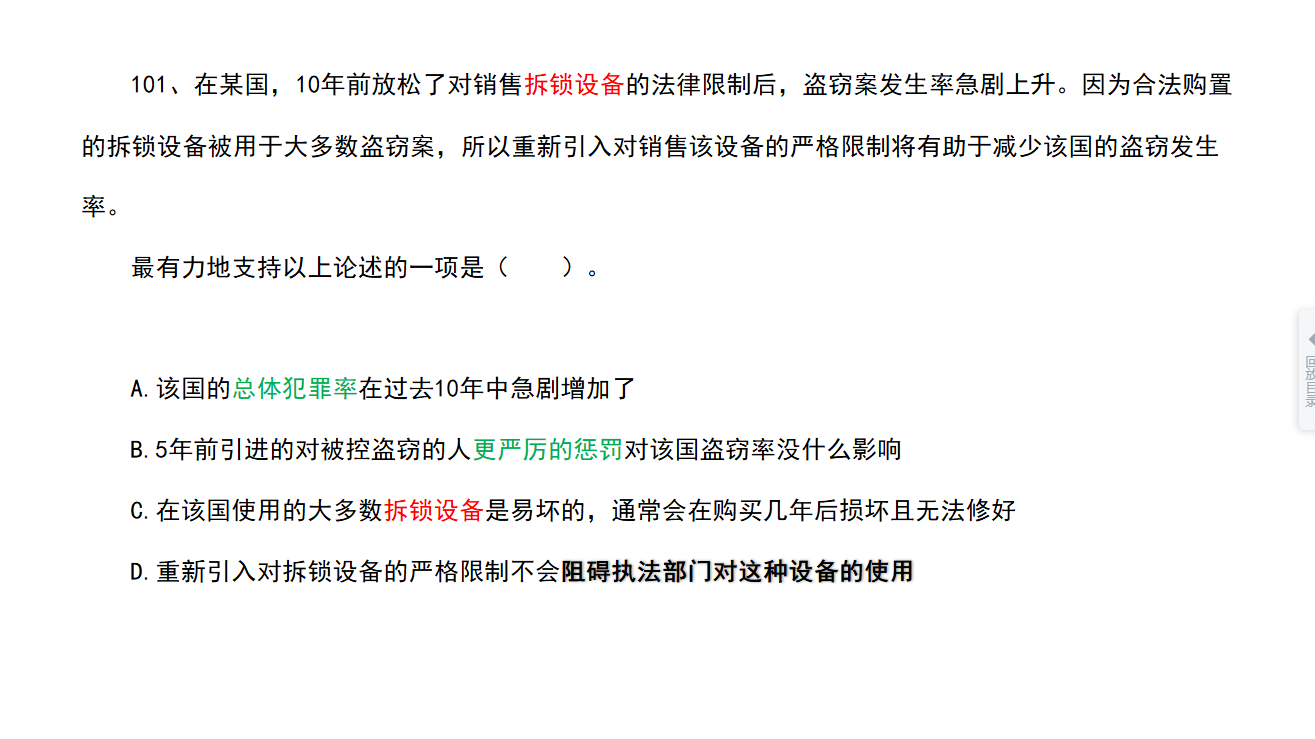 101、在某国，10年前放松了对销售拆锁设备的法律限制后，盗窃案发生率急剧上升。因为合法购置
的拆锁设备被用于大多数盗窃案，所以重新引入对销售该设备的严格限制将有助于减少该国的盗窃发生
率。
最有力地支持以上论述的一项是（　　）。
A.该国的总体犯罪率在过去10年中急剧增加了
B.5年前引进的对被控盗窃的人更严厉的惩罚对该国盗窃率没什么影响
C.在该国使用的大多数拆锁设备是易坏的，通常会在购买几年后损坏且无法修好
D.重新引入对拆锁设备的严格限制不会阻碍执法部门对这种设备的使用
回放目录